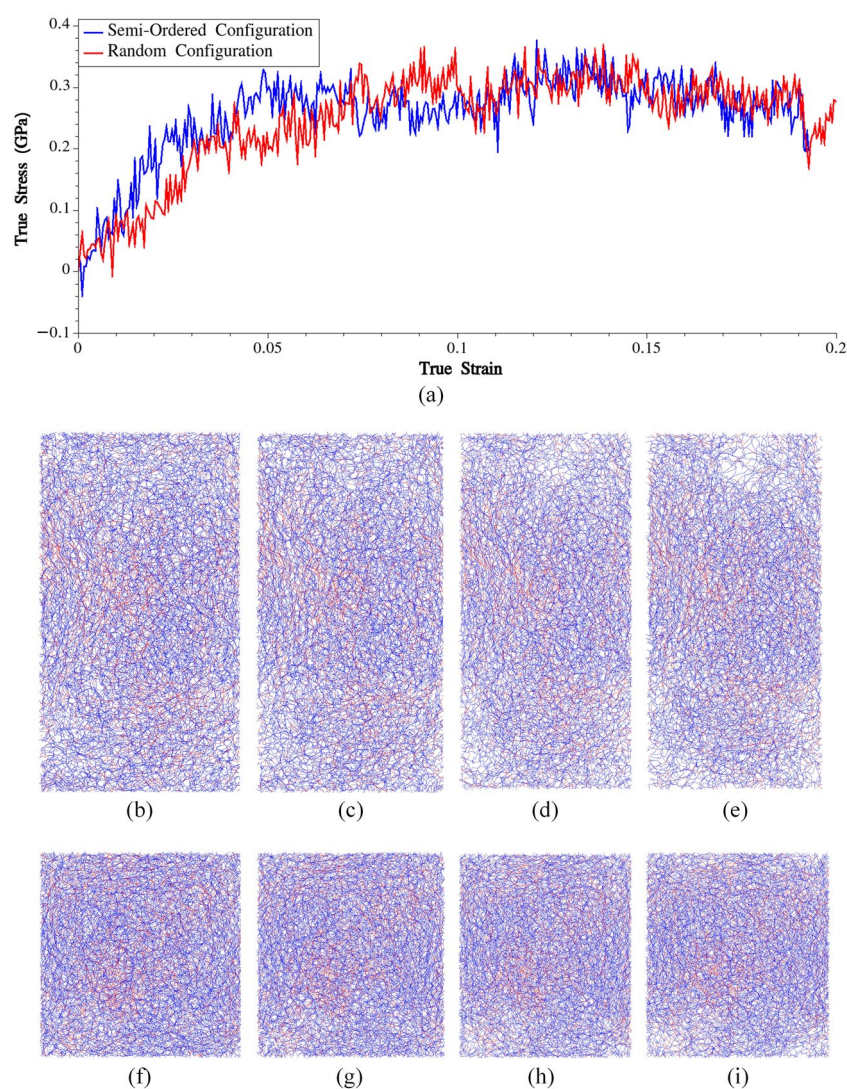 0.4
Semi-Ordered Configuration
Random Configuration
0.3
0.2
0.1
0
−0.1
True Stress (GPa)
0 0.05 0.1 0.15 0.2
True Strain
(a)
(b) (c) (d) (e)
(f) (g) (h) (i)